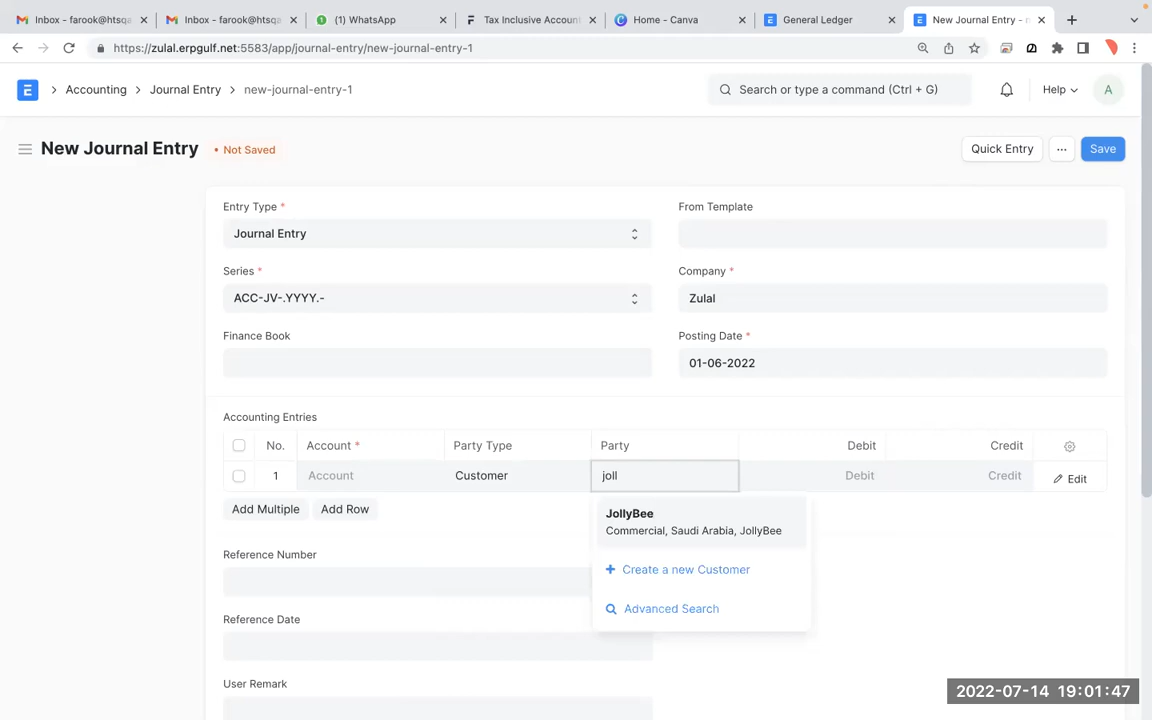 Inbox - farook@htsqa
Inbox - farook@htsqa
(1) WhatsApp
Tax Inclusive Accoun
Home - Canva
General Ledger
New Journal Entry - n
https://zulal.erpgulf.net:5583/app/journal-entry/new-journal-entry-1
E
Accounting
Journal Entry
new-journal-entry-1
Search or type a command (Ctrl + G)
Help
A
New Journal Entry
• Not Saved
Quick Entry
...
Save
Entry Type *
From Template
Journal Entry
Series *
Company *
ACC-JV-.YYYY.-
Zulal
Finance Book
Posting Date *
01-06-2022
Accounting Entries
No. Account * Party Type Party Debit Credit
1 Account Customer joll Debit Credit Edit
Add Multiple
Add Row
JollyBee
Commercial, Saudi Arabia, JollyBee
Create a new Customer
Advanced Search
Reference Number
Reference Date
User Remark
2022-07-14 19:01:47